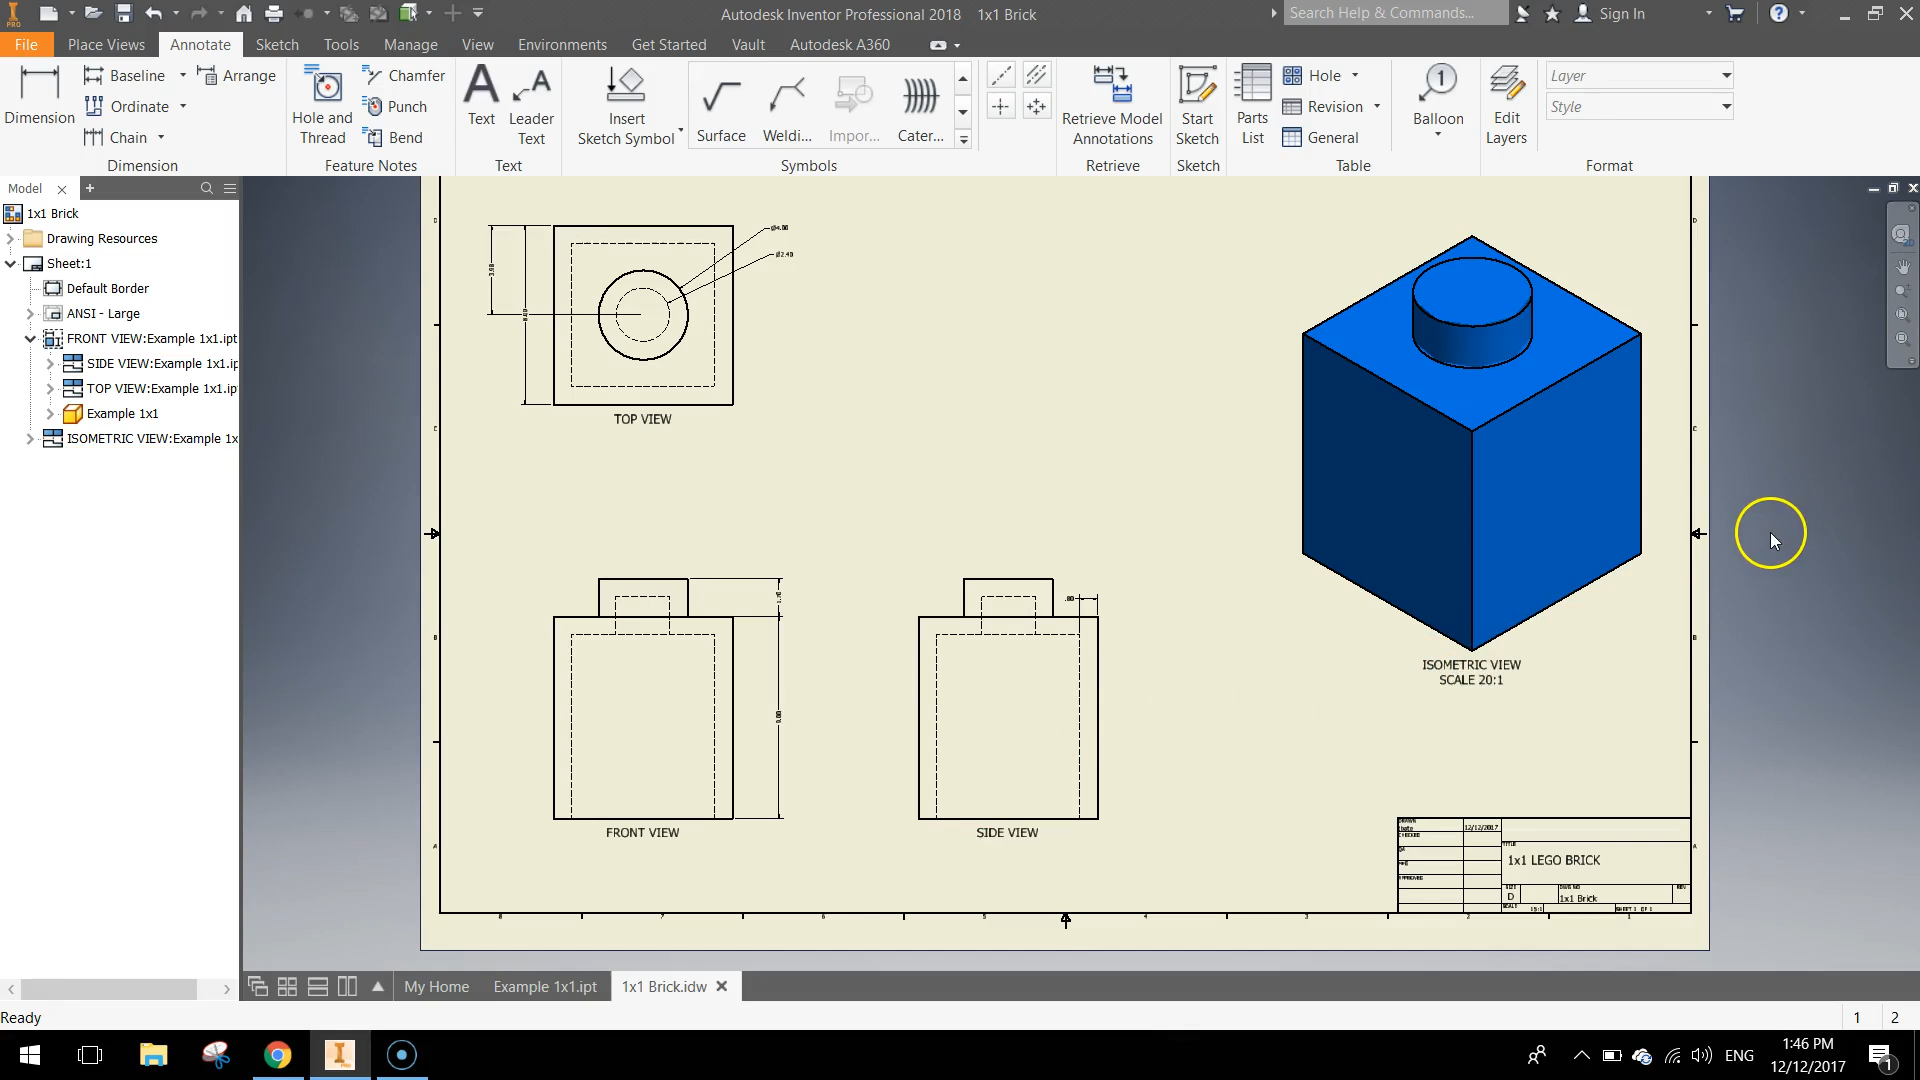 Autodesk Inventor Professional 2018 1x1 Brick
Search Help & Commands...
Sign In
PRO
File
Place Views
Annotate
Sketch
Tools
Manage
View
Environments
Get Started
Vault
Autodesk A360
Dimension
Baseline
Ordinate
Chain
Arrange
Dimension
Hole and
Thread
Chamfer
Punch
Bend
Feature Notes
Text
Leader
Text
Text
Insert
Sketch Symbol
Surface
Weldi...
Impor...
Cater...
Symbols
Retrieve Model
Annotations
Retrieve
Start
Sketch
Sketch
Parts
List
Hole
Revision
General
Table
Balloon
Edit
Layers
Layer
Style
Format
Model
1x1 Brick
Drawing Resources
Sheet:1
Default Border
ANSI - Large
FRONT VIEW:Example 1x1.ipt
SIDE VIEW:Example 1x1.ip
TOP VIEW:Example 1x1.ip
Example 1x1
ISOMETRIC VIEW:Example 1x
TOP VIEW
FRONT VIEW
SIDE VIEW
ISOMETRIC VIEW
SCALE 20:1
12/12/2017
1x1 LEGO BRICK
D
1x1 Brick
My Home
Example 1x1.ipt
1x1 Brick.idw
Ready
1 2
ENG
1:46 PM
12/12/2017
1